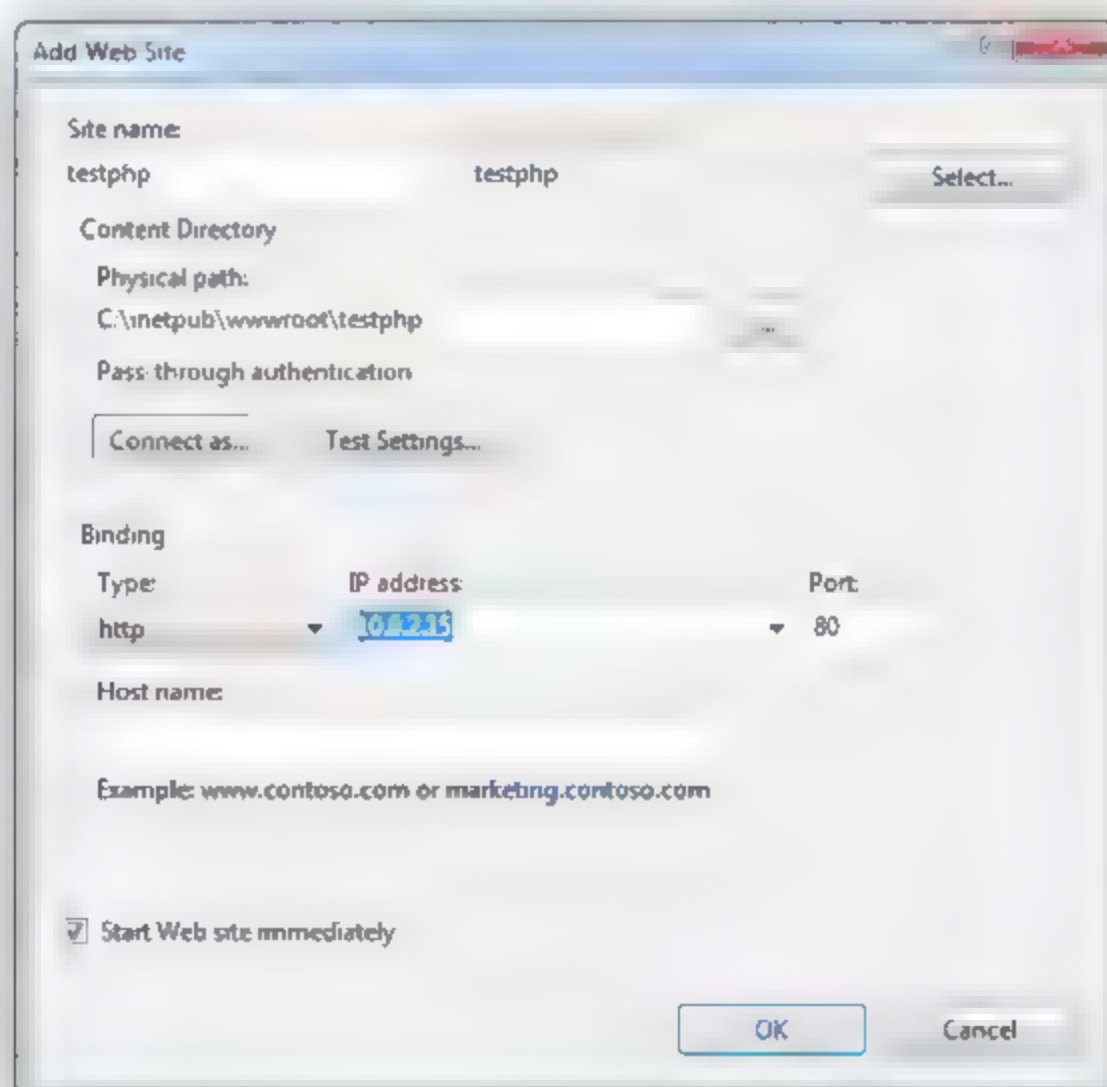 Add Web Site
Site name:
testphp testphp Select...
Content Directory
Physical path:
C:\inetpub\wwwroot\testphp ...
Pass-through authentication
Connect as... Test Settings...
Binding
Type: IP address: Port:
http 80
Host name:
Example: www.contoso.com or marketing.contoso.com
Start Web site immediately
OK Cancel